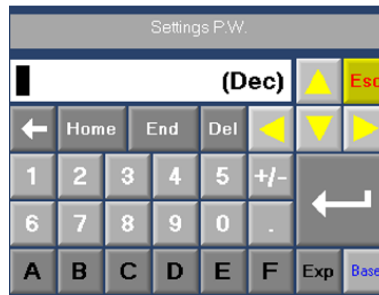 Settings P.W.
(Dec) Esc
Home End Del
1 2 3 4 5 +/-
6 7 8 9 0 .
A B C D E F Exp Base